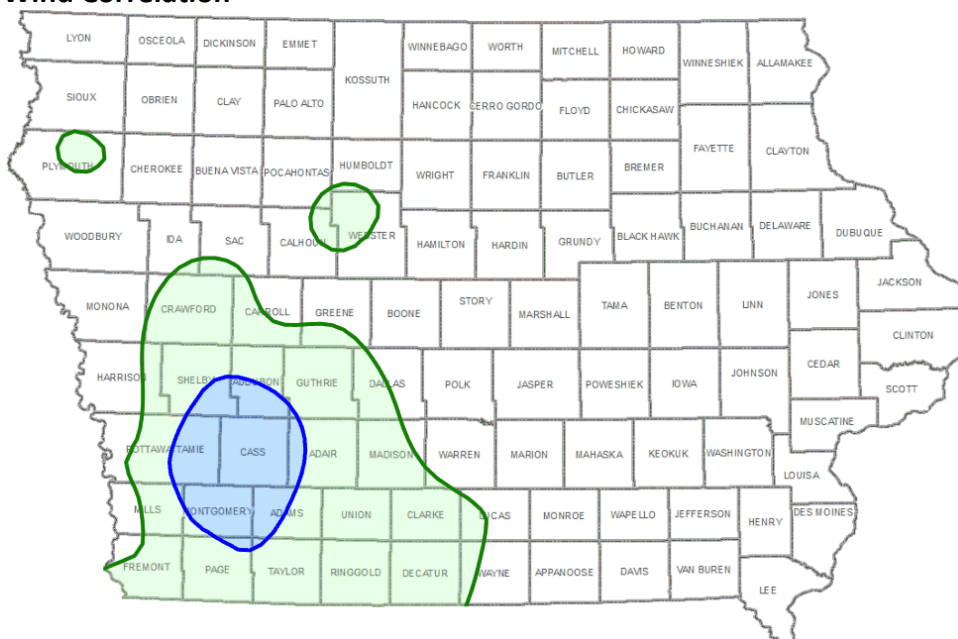 Wind Correlation
LYON OSCEOLA DICKINSON EMMET WINNEBAGO WORTH MITCHELL HOWARD WINNESHIEK ALLAMAKEE
KOSSUTH
SIOUX OBRIEN CLAY PALO ALTO HANCOCK CERRO GORDO FLOYD CHICKASAW
PLYMOUTH CHEROKEE BUENA VISTA POCAHONTAS HUMBOLDT WRIGHT FRANKLIN BUTLER BREMER FAYETTE CLAYTON
WOODBURY IDA SAC CALHOUN WEBSTER HAMILTON HARDIN GRUNDY BLACK HAWK BUCHANAN DELAWARE DUBUQUE
MONONA CRAWFORD CARROLL GREENE BOONE STORY MARSHALL TAMA BENTON LINN JONES JACKSON
CLINTON
HARRISON SHELBY AUDUBON GUTHRIE DALLAS POLK JASPER POWESHIEK IOWA JOHNSON CEDAR SCOTT
MUSCATINE
POTTAWATTAMIE CASS ADAIR MADISON WARREN MARION MAHASKA KEOKUK WASHINGTON LOUISA
MILLS MONTGOMERY ADAMS UNION CLARKE LUCAS MONROE WAPELLO JEFFERSON HENRY DES MOINES
FREMONT PAGE TAYLOR RINGGOLD DECATUR WAYNE APPANOOSE DAVIS VAN BUREN LEE